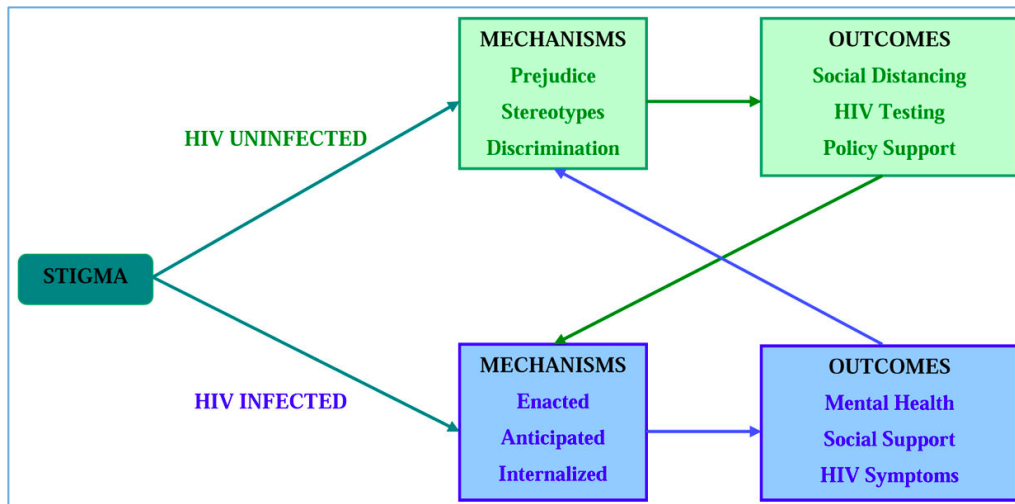 MECHANISMS
Prejudice
Stereotypes
Discrimination
OUTCOMES
Social Distancing
HIV Testing
Policy Support
HIV UNINFECTED
STIGMA
HIV INFECTED
MECHANISMS
Enacted
Anticipated
Internalized
OUTCOMES
Mental Health
Social Support
HIV Symptoms